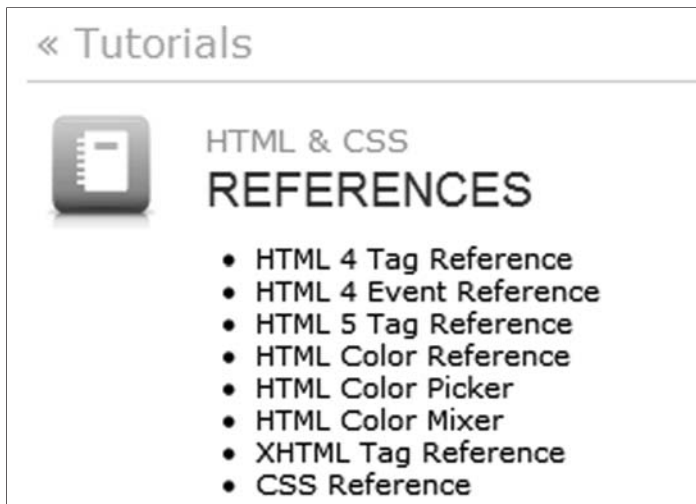 « Tutorials
HTML & CSS
REFERENCES
• HTML 4 Tag Reference
• HTML 4 Event Reference
• HTML 5 Tag Reference
• HTML Color Reference
• HTML Color Picker
• HTML Color Mixer
• XHTML Tag Reference
• CSS Reference